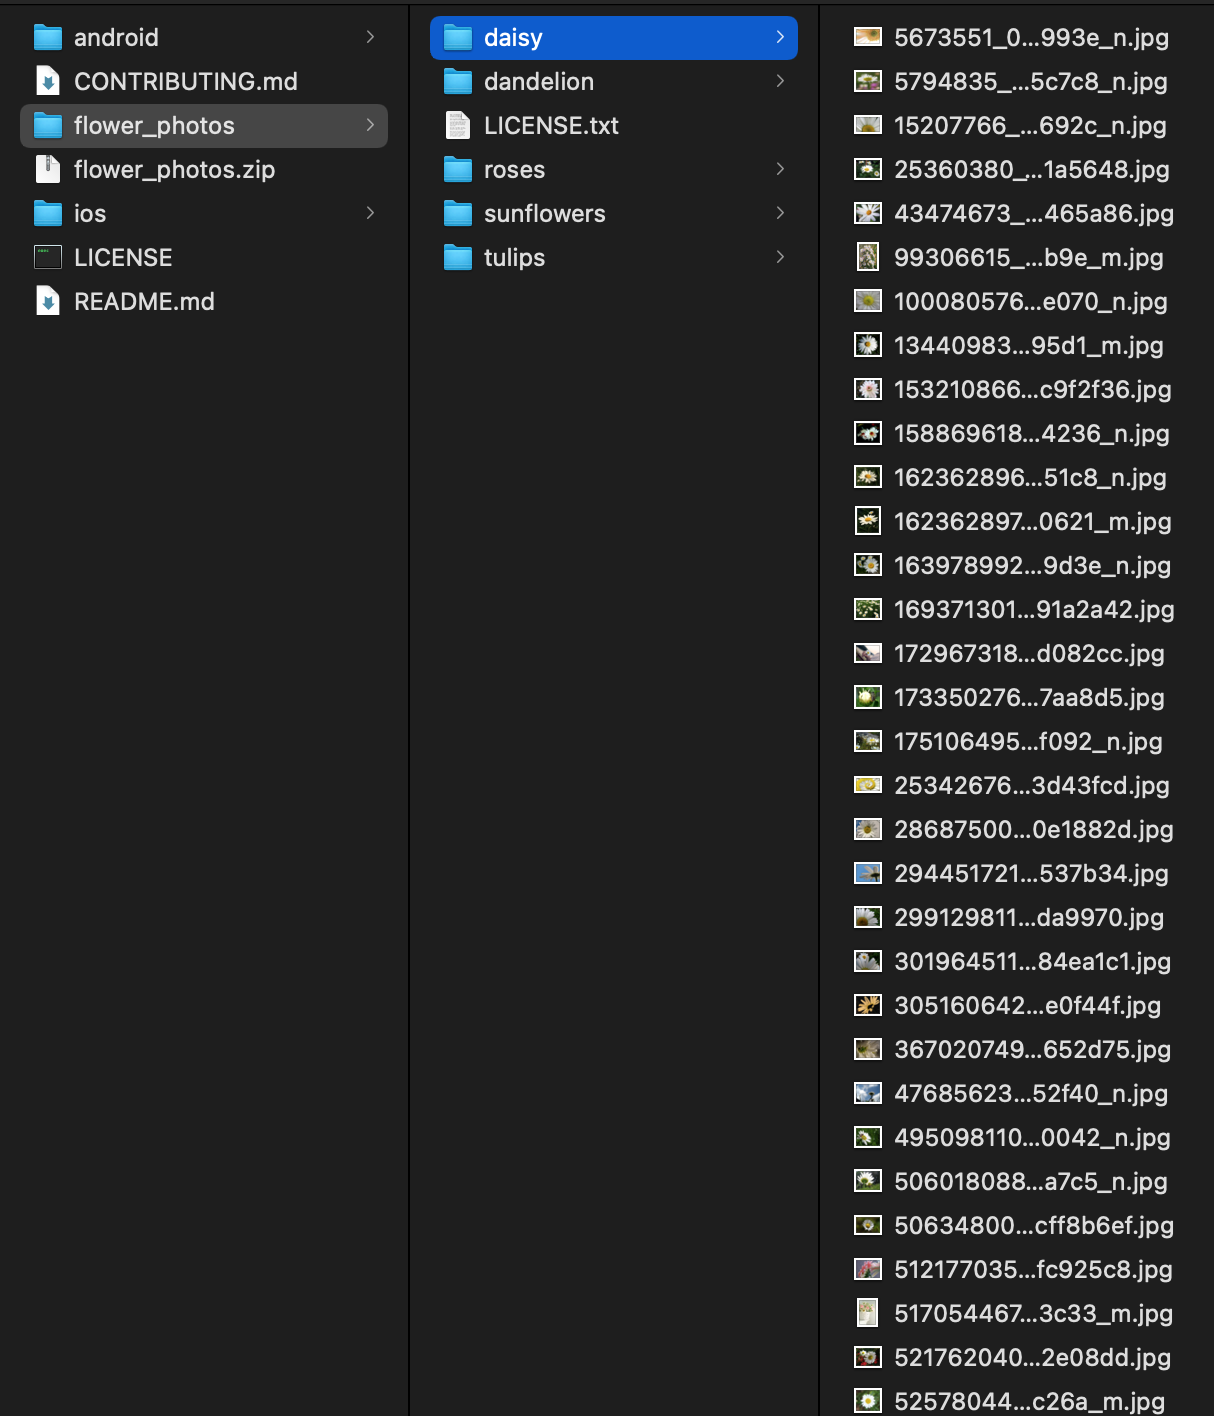 android
CONTRIBUTING.md
flower_photos
flower_photos.zip
ios
LICENSE
README.md
daisy
dandelion
LICENSE.txt
roses
sunflowers
tulips
5673551_0...993e_n.jpg
5794835_...5c7c8_n.jpg
15207766_...692c_n.jpg
25360380_...1a5648.jpg
43474673_...465a86.jpg
99306615_...b9e_m.jpg
100080576...e070_n.jpg
13440983...95d1_m.jpg
153210866...c9f2f36.jpg
158869618...4236_n.jpg
162362896...51c8_n.jpg
162362897...0621_m.jpg
163978992...9d3e_n.jpg
169371301...91a2a42.jpg
172967318...d082cc.jpg
173350276...7aa8d5.jpg
175106495...f092_n.jpg
25342676...3d43fcd.jpg
28687500...0e1882d.jpg
294451721...537b34.jpg
299129811...da9970.jpg
301964511...84ea1c1.jpg
305160642...e0f44f.jpg
367020749...652d75.jpg
47685623...52f40_n.jpg
495098110...0042_n.jpg
506018088...a7c5_n.jpg
50634800...cff8b6ef.jpg
512177035...fc925c8.jpg
517054467...3c33_m.jpg
521762040...2e08dd.jpg
52578044...c26a_m.jpg